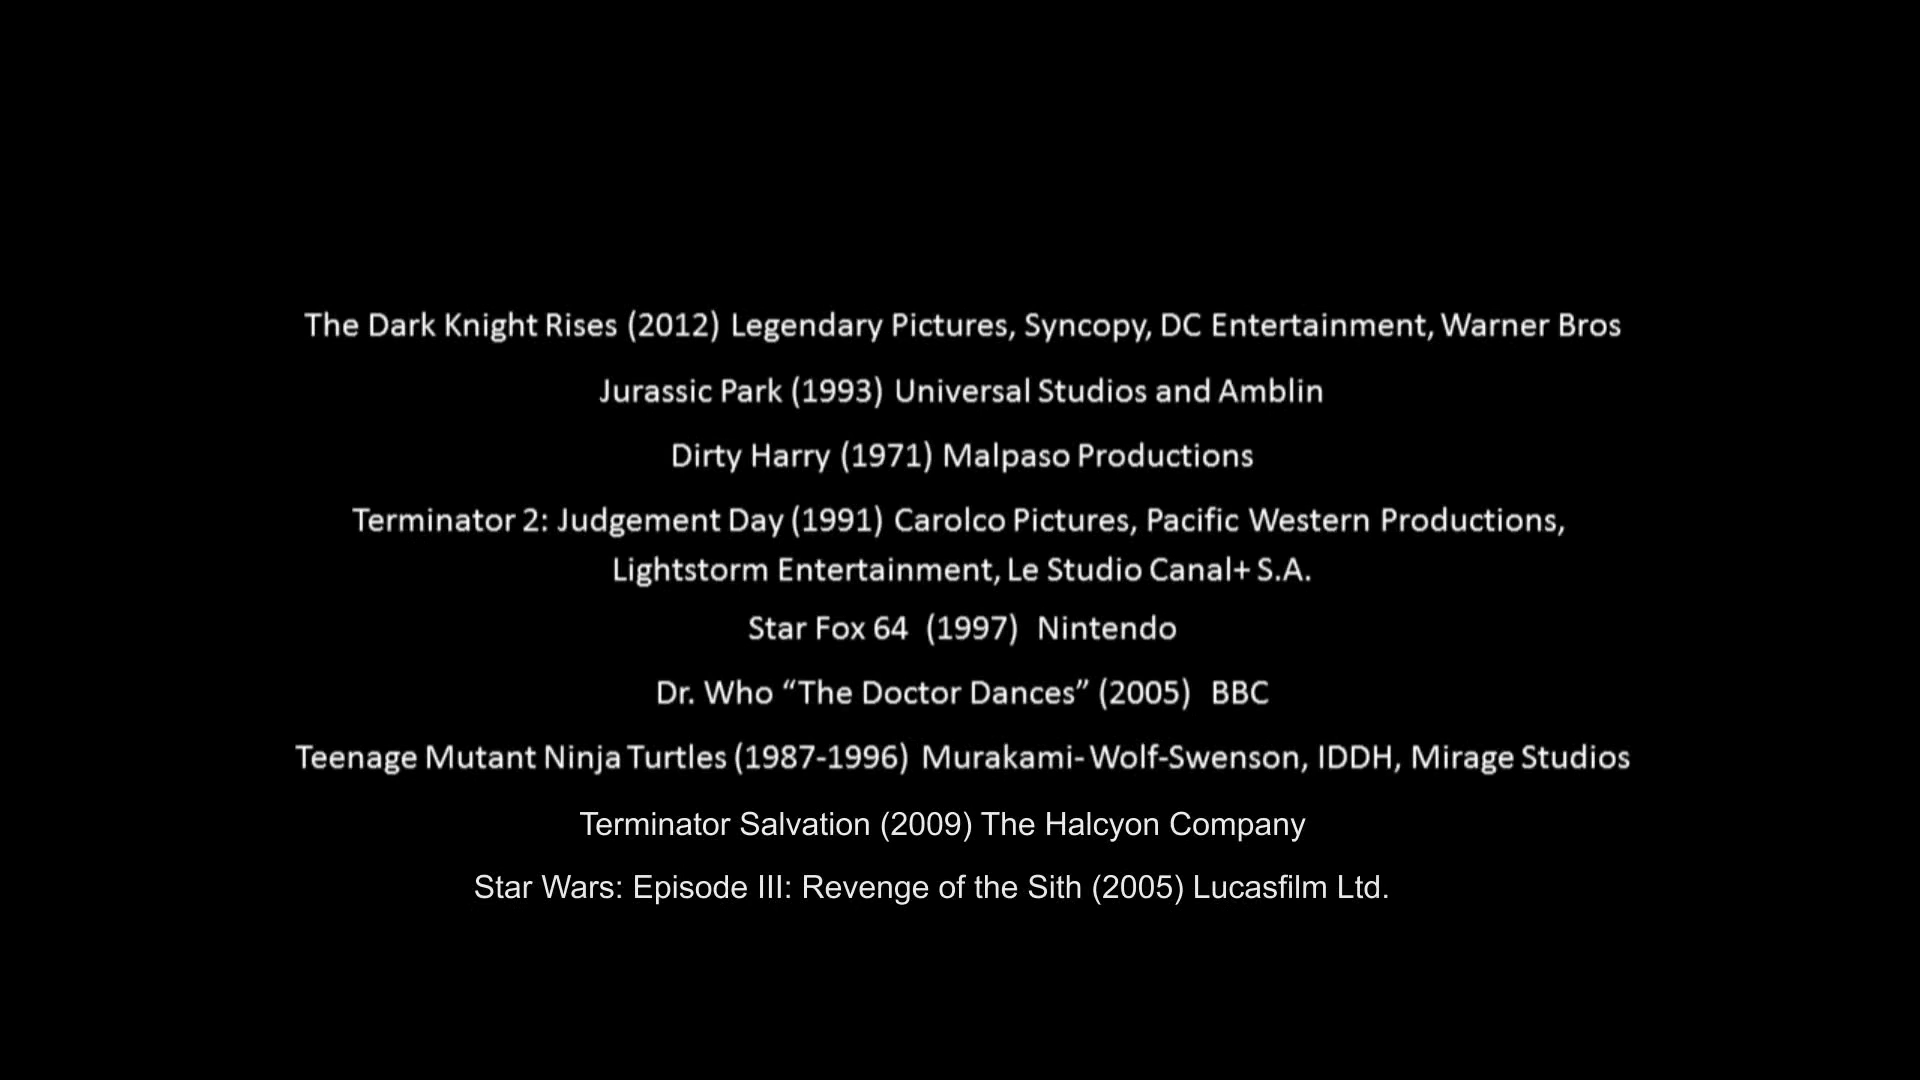 The Dark Knight Rises (2012) Legendary Pictures, Syncopy, DC Entertainment, Warner Bros
Jurassic Park (1993) Universal Studios and Amblin
Dirty Harry (1971) Malpaso Productions
Terminator 2: Judgement Day (1991) Carolco Pictures, Pacific Western Productions,
Lightstorm Entertainment, Le Studio Canal+ S.A.
Star Fox 64 (1997) Nintendo
Dr. Who “The Doctor Dances” (2005) BBC
Teenage Mutant Ninja Turtles (1987-1996) Murakami-Wolf-Swenson, IDDH, Mirage Studios
Terminator Salvation (2009) The Halcyon Company
Star Wars: Episode III: Revenge of the Sith (2005) Lucasfilm Ltd.